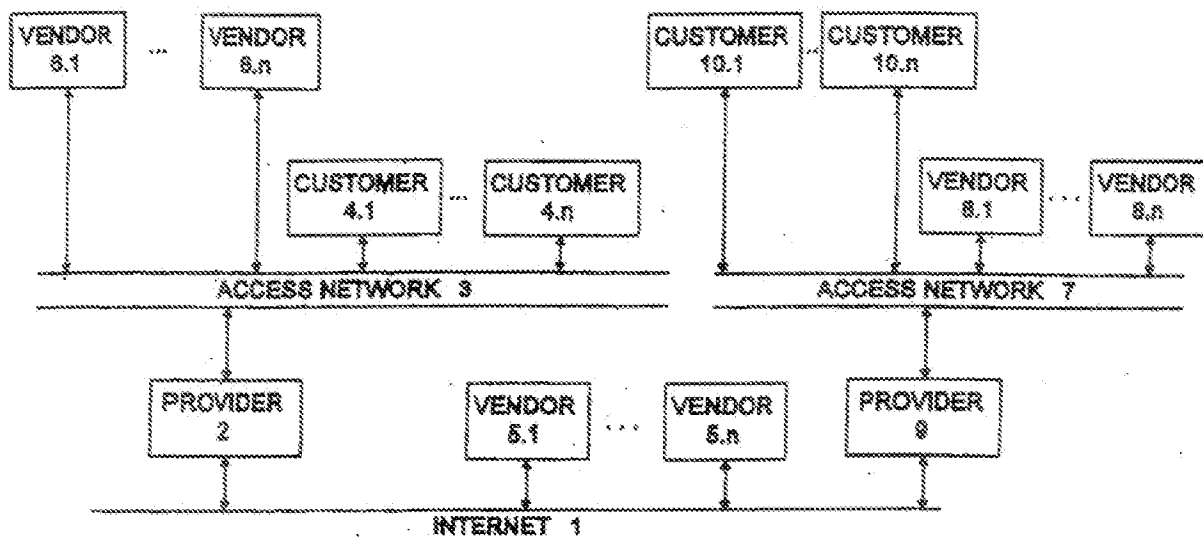 VENDOR
6.1
...
VENDOR
6.n
CUSTOMER
10.1
...
CUSTOMER
10.n
CUSTOMER
4.1
...
CUSTOMER
4.n
VENDOR
8.1
...
VENDOR
8.n
ACCESS NETWORK 3
ACCESS NETWORK 7
PROVIDER
2
VENDOR
5.1
...
VENDOR
5.n
PROVIDER
9
INTERNET 1